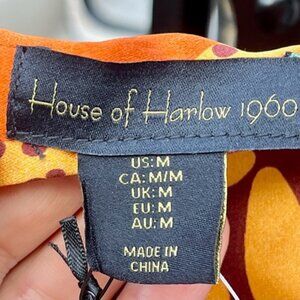 House of Harlow 1960
US: M
CA: M/M
UK: M
EU: M
AU: M
MADE IN
CHINA